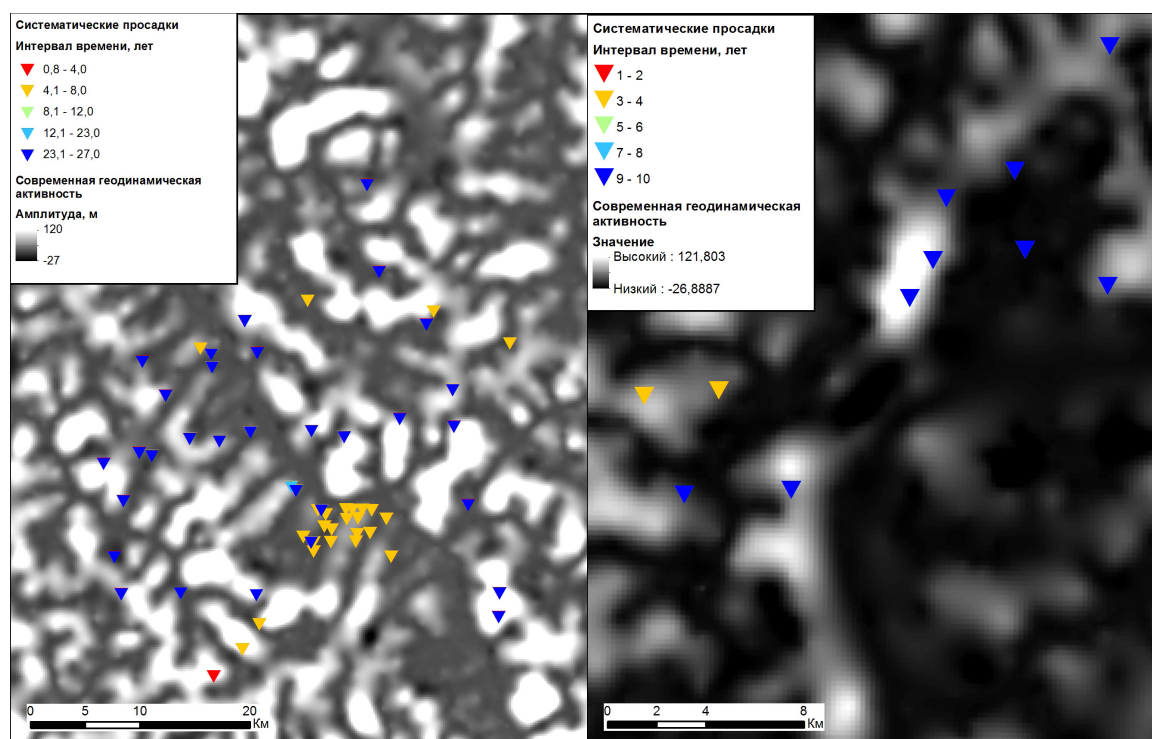 Систематические просадки
Интервал времени, лет
0,8 - 4,0
4,1 - 8,0
8,1 - 12,0
12,1 - 23,0
23,1 - 27,0
Современная геодинамическая
активность
Амплитуда, м
120
-27
0 5 10 20
Км
Систематические просадки
Интервал времени, лет
1 - 2
3 - 4
5 - 6
7 - 8
9 - 10
Современная геодинамическая
активность
Значение
Высокий : 121,803
Низкий : -26,8887
0 2 4 8
Км